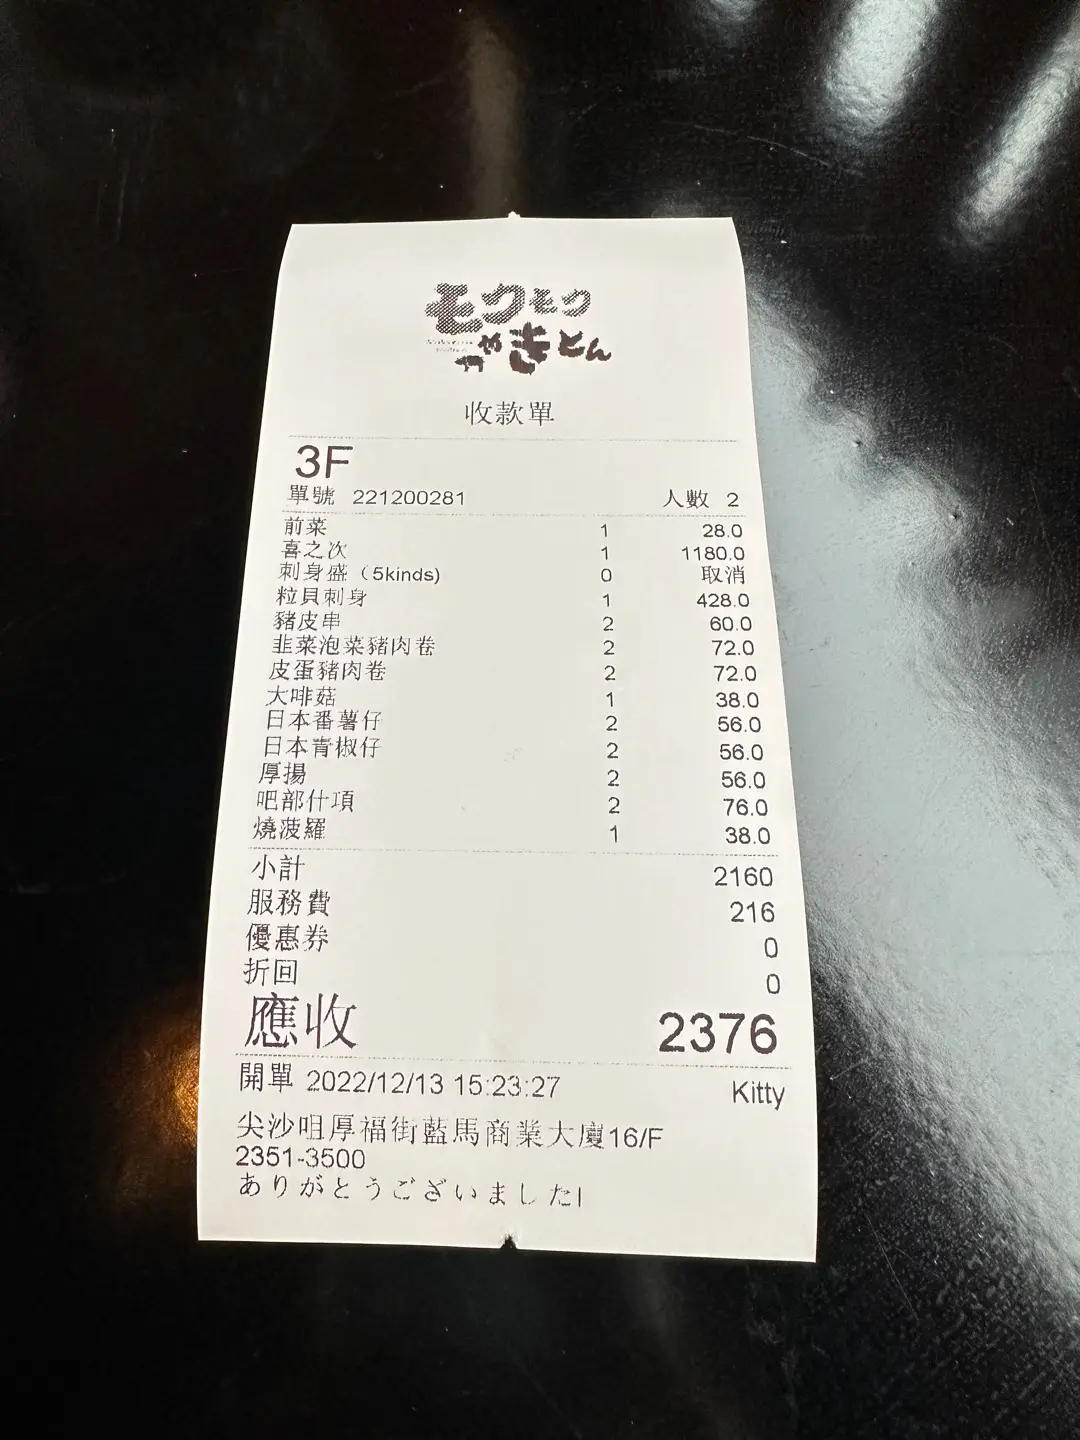 モクモク
やきとん
收款單
3F
單號 221200281 人數 2
前菜 1 28.0
喜之次 1 1180.0
刺身盛（5kinds) 0 取消
粒貝刺身 1 428.0
豬皮串 2 60.0
韭菜泡菜豬肉卷 2 72.0
皮蛋豬肉卷 2 72.0
大啡菇 1 38.0
日本番薯仔 2 56.0
日本青椒仔 2 56.0
厚揚 2 56.0
吧部什項 2 76.0
燒菠羅 1 38.0
小計 2160
服務費 216
優惠券 0
折回 0
應收 2376
開單 2022/12/13 15:23:27 Kitty
尖沙咀厚福街藍馬商業大廈16/F
2351-3500
ありがとうございました!